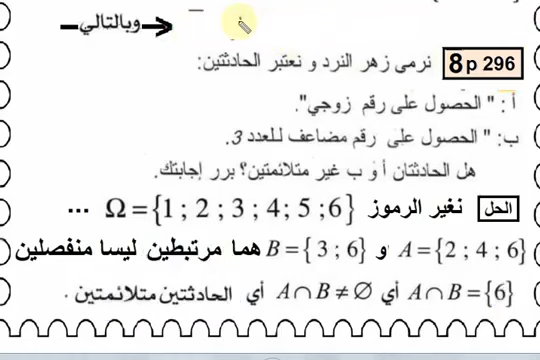 وبالتالي
8 p 296 نرمي زهر النرد و نعتبر الحادثتين:
أ : " الحصول على رقم زوجي".
ب: " الحصول على رقم مضاعف للعدد 3.
هل الحادثتان أ و ب غير متلائمتين؟ برر إجابتك.
الحل نغير الرموز Ω = {1 ; 2 ; 3 ; 4 ; 5 ; 6} ...
A = {2 ; 4 ; 6} و B = { 3 ; 6} هما مرتبطين ليسا منفصلين
A ∩ B = {6} أي A ∩ B ≠ ∅ أي الحادثتين متلائمتين .